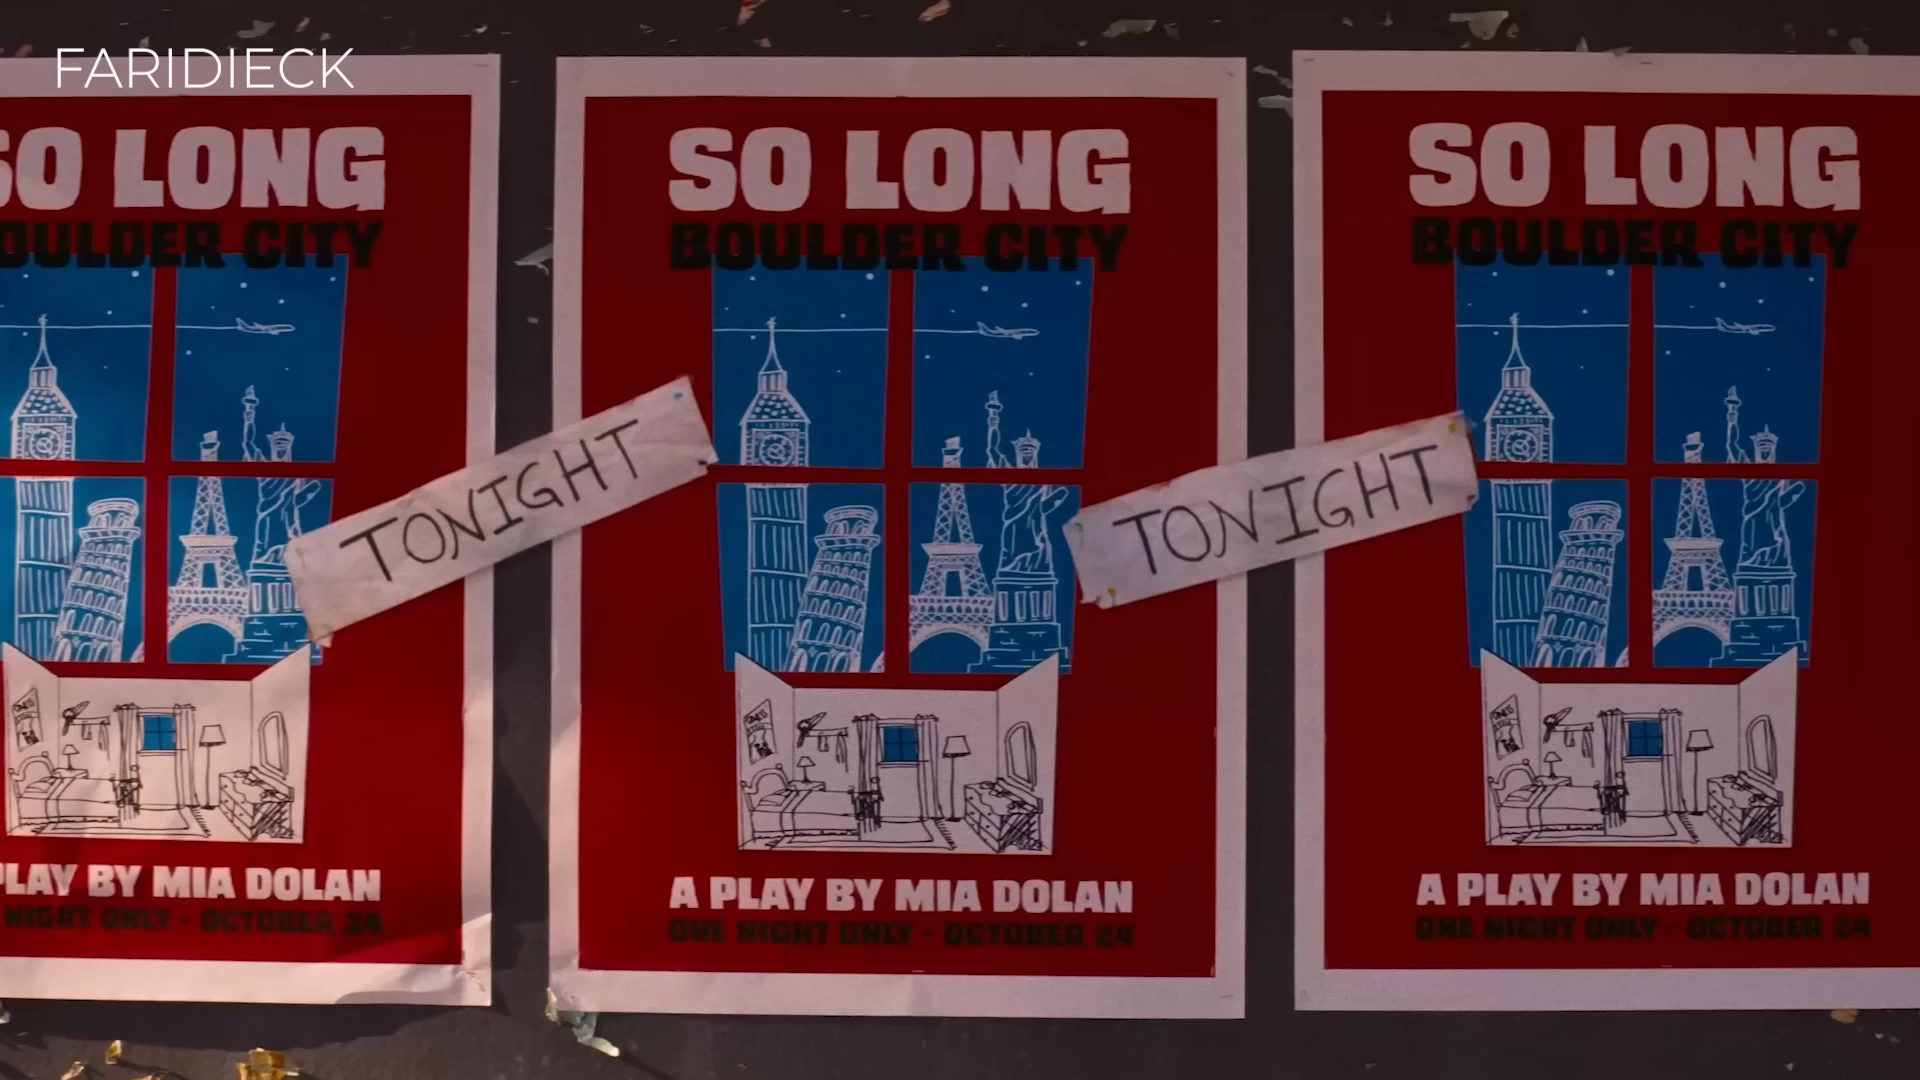 FARIDIECK
SO LONG
OULDER CITY
PLAY BY MIA DOLAN
NIGHT ONLY - OCTOBER 24
TONIGHT
SO LONG
BOULDER CITY
A PLAY BY MIA DOLAN
ONE NIGHT ONLY - OCTOBER 24
TONIGHT
SO LONG
BOULDER CITY
A PLAY BY MIA DOLAN
ONE NIGHT ONLY - OCTOBER 24